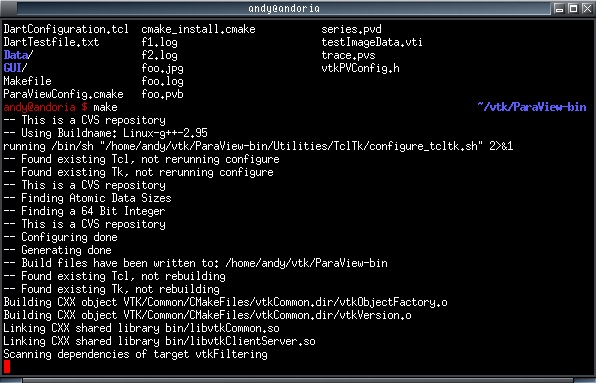 andy@andoria
DartConfiguration.tcl cmake_install.cmake series.pvd
DartTestfile.txt f1.log testImageData.vti
Data/ f2.log trace.pvs
GUI/ foo.jpg vtkPVConfig.h
Makefile foo.log
ParaViewConfig.cmake foo.pvb
andy@andoria $ make ~/vtk/ParaView-bin
-- This is a CVS repository
-- Using Buildname: Linux-g++-2.95
running /bin/sh "/home/andy/vtk/ParaView-bin/Utilities/TclTk/configure_tcltk.sh" 2>&1
-- Found existing Tcl, not rerunning configure
-- Found existing Tk, not rerunning configure
-- This is a CVS repository
-- Finding Atomic Data Sizes
-- Finding a 64 Bit Integer
-- This is a CVS repository
-- Configuring done
-- Generating done
-- Build files have been written to: /home/andy/vtk/ParaView-bin
-- Found existing Tcl, not rebuilding
-- Found existing Tk, not rebuilding
Building CXX object VTK/Common/CMakeFiles/vtkCommon.dir/vtkObjectFactory.o
Building CXX object VTK/Common/CMakeFiles/vtkCommon.dir/vtkVersion.o
Linking CXX shared library bin/libvtkCommon.so
Linking CXX shared library bin/libvtkClientServer.so
Scanning dependencies of target vtkFiltering